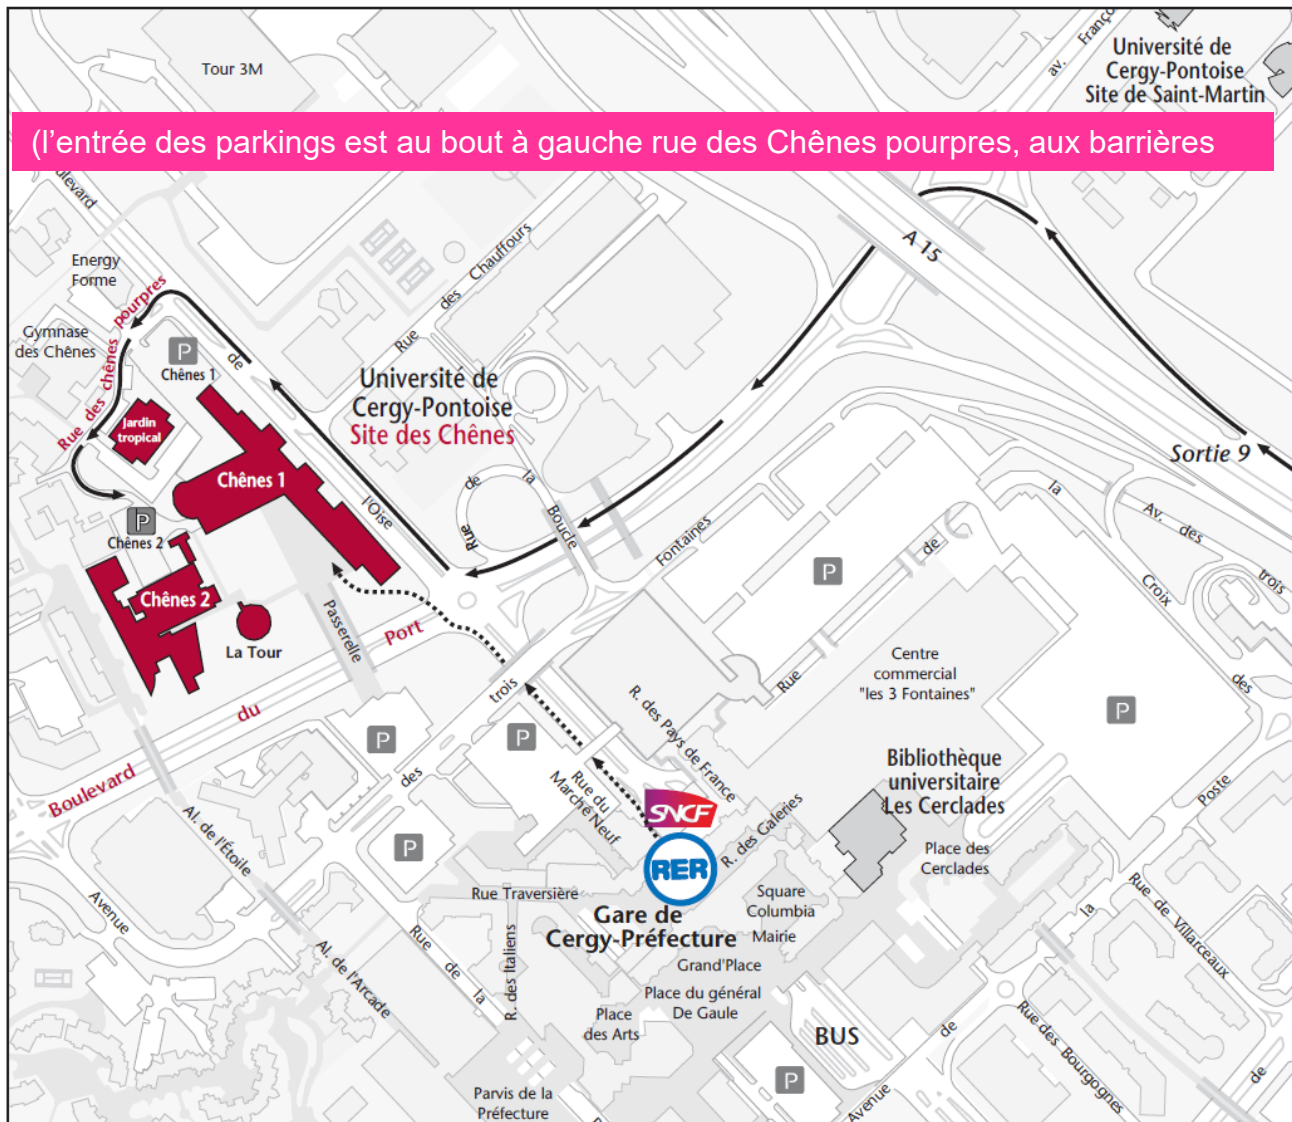 Tour 3M
Franço
av.
Université de
Cergy-Pontoise
Site de Saint-Martin
(l'entrée des parkings est au bout à gauche rue des Chênes pourpres, aux barrières
ulevard
Energy
Forme
Gymnase
des Chênes
Rue des chênes pourpres
P
Chênes 1
de
l'Oise
Rue des Chauffours
A 15
Université de
Cergy-Pontoise
Site des Chênes
Jardin
tropical
Chênes 1
Sortie 9
P
Chênes 2
Chênes 2
La Tour
Passerelle
Rue de la Boucle
Fontaines
trois
des
P
Rue de
la Croix des
Av. des trois
Boulevard du Port
Centre
commercial
"les 3 Fontaines"
P
P
P
P
R. des Pays de France
Rue du
Marché Neuf
SNCF
RER
R. des Galeries
Bibliothèque
universitaire
Les Cerclades
Place des
Cerclades
Poste
la
de
Al. de l'Étoile
Avenue
Al. de l'Arcade
Rue Traversière
R. des Italiens
Rue de la
Gare de
Cergy-Préfecture
Square
Columbia
Mairie
Grand'Place
Place du général
De Gaule
Place
des Arts
BUS
P
Avenue
Rue de Villarceaux
Rue des Bourgognes
de
Parvis de la
Préfecture